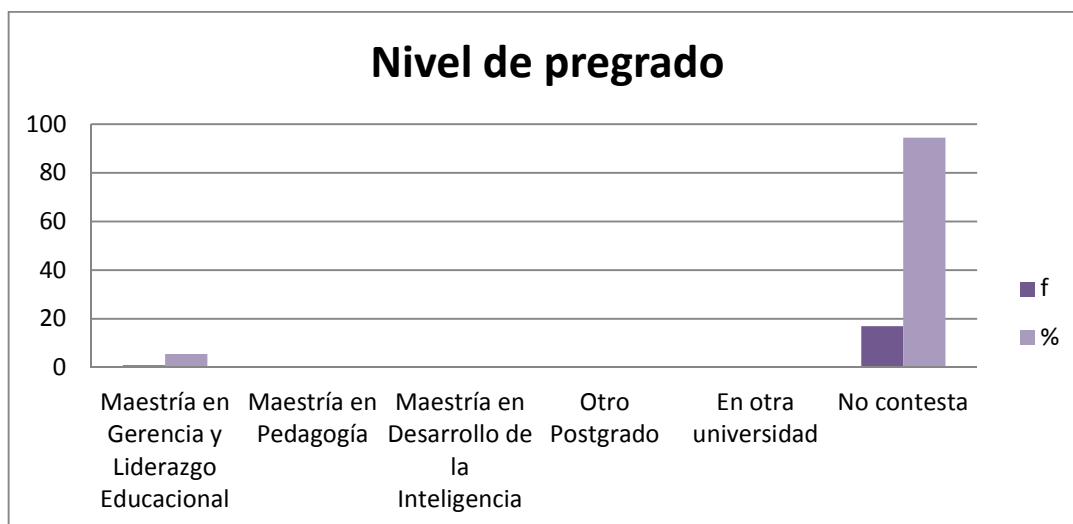 Nivel de pregrado
100
80
60
40
20
0
Maestría en
Gerencia y
Liderazgo
Educacional
Maestría en
Pedagogía
Maestría en
Desarrollo de
la
Inteligencia
Otro
Postgrado
En otra
universidad
No contesta
f
%